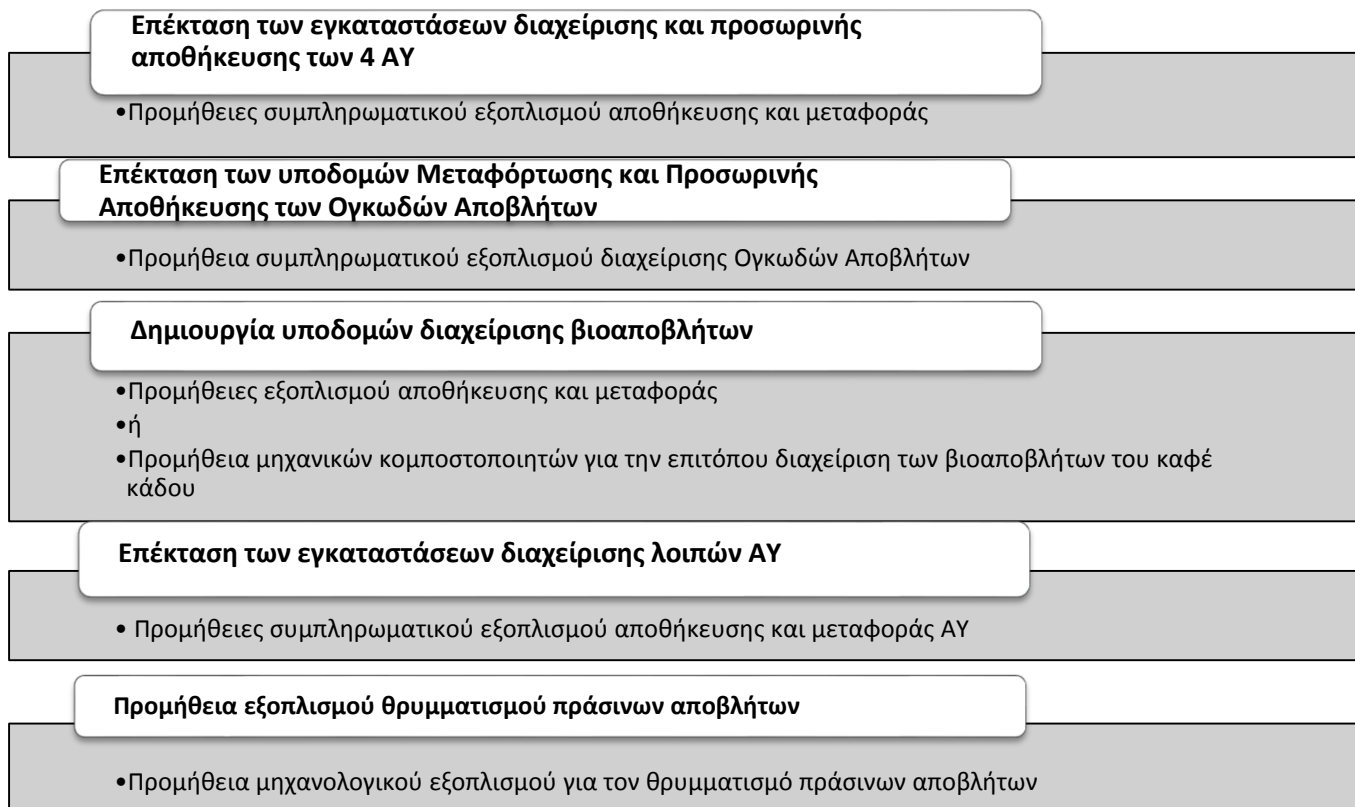 Επέκταση των εγκαταστάσεων διαχείρισης και προσωρινής
αποθήκευσης των 4 ΑΥ
•Προμήθειες συμπληρωματικού εξοπλισμού αποθήκευσης και μεταφοράς
Επέκταση των υποδομών Μεταφόρτωσης και Προσωρινής
Αποθήκευσης των Ογκωδών Αποβλήτων
•Προμήθεια συμπληρωματικού εξοπλισμού διαχείρισης Ογκωδών Αποβλήτων
Δημιουργία υποδομών διαχείρισης βιοαποβλήτων
•Προμήθειες εξοπλισμού αποθήκευσης και μεταφοράς
•ή
•Προμήθεια μηχανικών κομποστοποιητών για την επιτόπου διαχείριση των βιοαποβλήτων του καφέ
κάδου
Επέκταση των εγκαταστάσεων διαχείρισης λοιπών ΑΥ
• Προμήθειες συμπληρωματικού εξοπλισμού αποθήκευσης και μεταφοράς ΑΥ
Προμήθεια εξοπλισμού θρυμματισμού πράσινων αποβλήτων
•Προμήθεια μηχανολογικού εξοπλισμού για τον θρυμματισμό πράσινων αποβλήτων